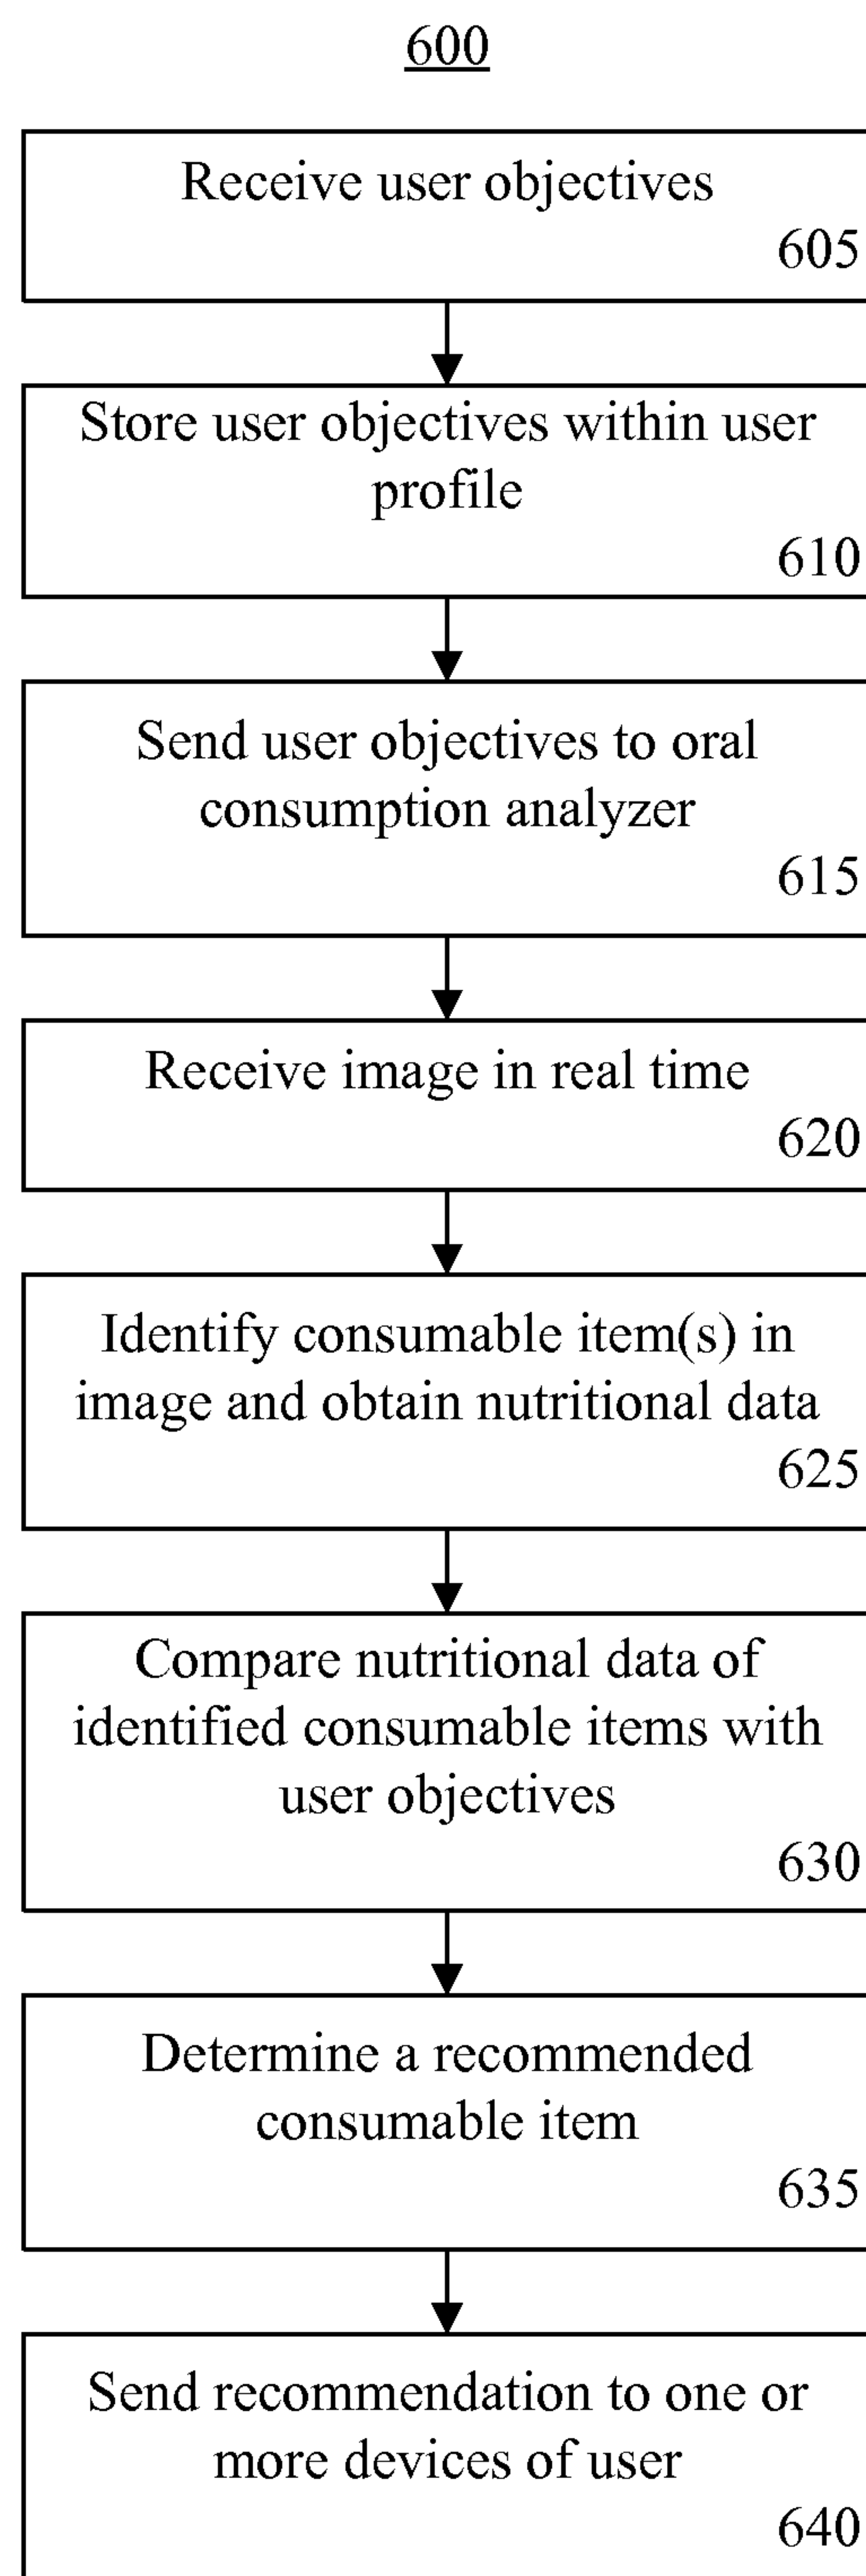 600
Receive user objectives
605
Store user objectives within user
profile
610
Send user objectives to oral
consumption analyzer
615
Receive image in real time
620
Identify consumable item(s) in
image and obtain nutritional data
625
Compare nutritional data of
identified consumable items with
user objectives
630
Determine a recommended
consumable item
635
Send recommendation to one or
more devices of user
640